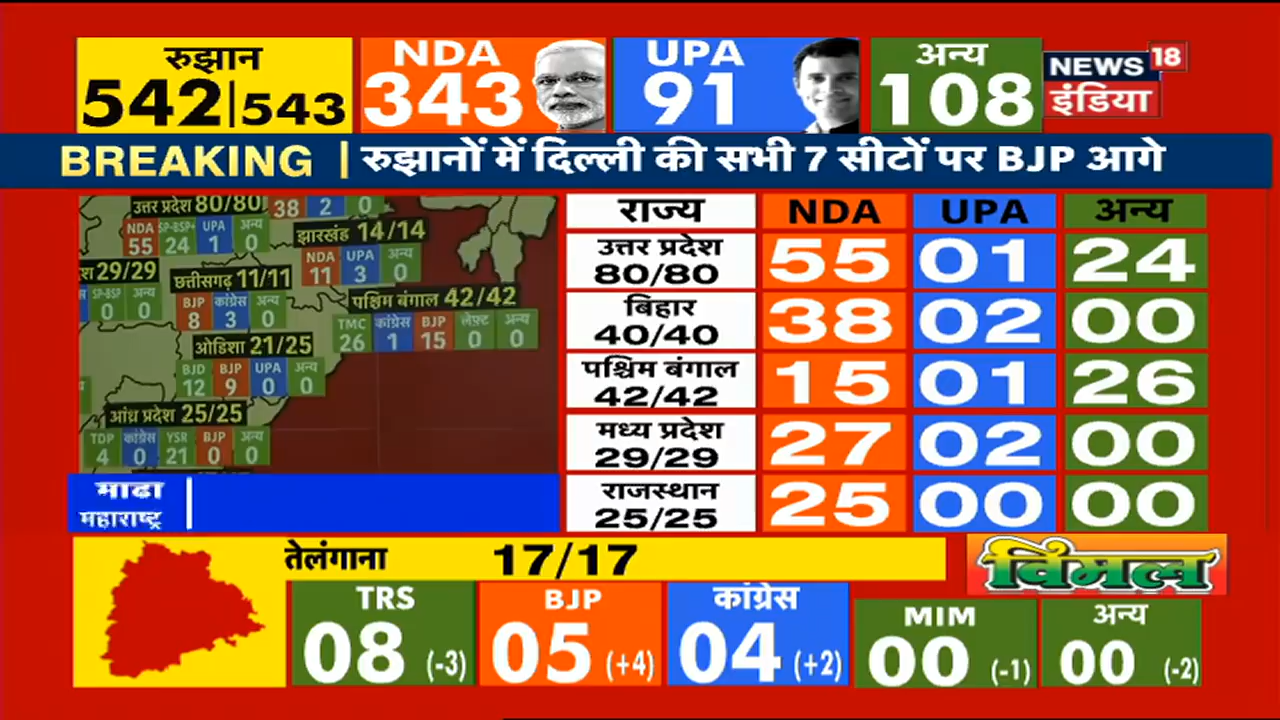 रुझान
542|543
NDA
343
UPA
91
अन्य
108
NEWS 18
इंडिया
BREAKING | रुझानों में दिल्ली की सभी 7 सीटों पर BJP आगे
उत्तर प्रदेश 80/80
38 2 0
NDA SP-BSP+ UPA अन्य
55 24 1 0
झारखंड 14/14
NDA UPA अन्य
11 3 0
29/29
SP-BSP अन्य
0 0
छत्तीसगढ़ 11/11
BJP कांग्रेस अन्य
8 3 0
पश्चिम बंगाल 42/42
TMC कांग्रेस BJP लेफ़्ट अन्य
26 1 15 0 0
ओडिशा 21/25
BJD BJP UPA अन्य
12 9 0 0
आंध्र प्रदेश 25/25
TDP कांग्रेस YSR BJP अन्य
4 0 21 0 0
माढा
महाराष्ट्र
राज्य NDA UPA अन्य
उत्तर प्रदेश
80/80 55 01 24
बिहार
40/40 38 02 00
पश्चिम बंगाल
42/42 15 01 26
मध्य प्रदेश
29/29 27 02 00
राजस्थान
25/25 25 00 00
तेलंगाना 17/17
विमल
TRS BJP कांग्रेस MIM अन्य
08 (-3) 05 (+4) 04 (+2) 00 (-1) 00 (-2)